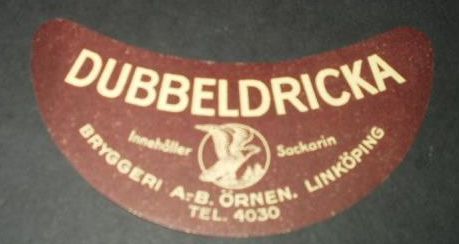 DUBBELDRICKA
Innehåller Sackarin
BRYGGERI A.-B. ÖRNEN. LINKÖPING
TEL. 4030